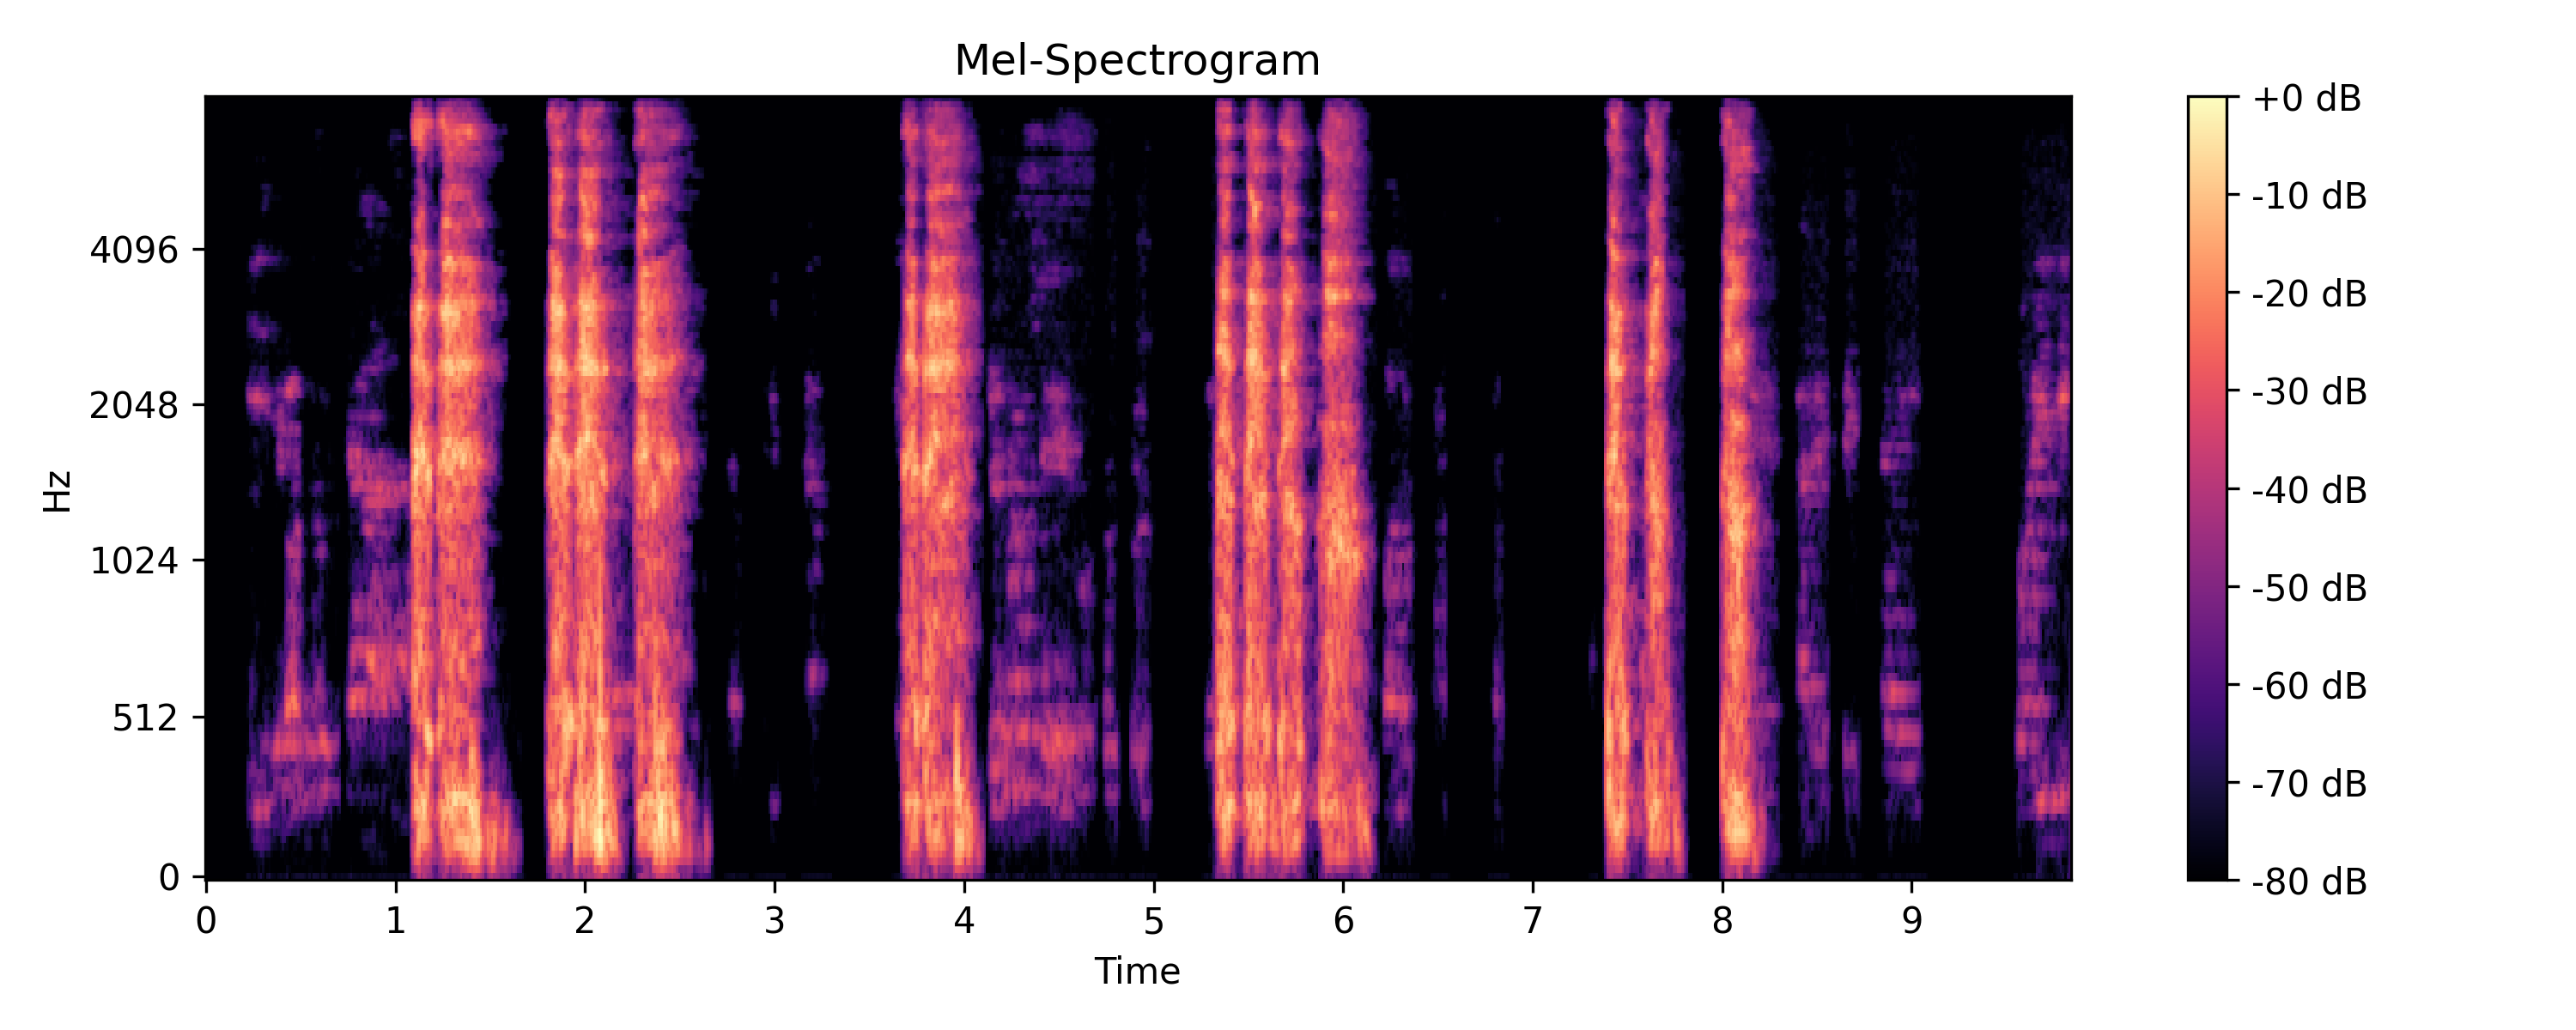 Mel-Spectrogram
+0 dB
-10 dB
-20 dB
-30 dB
-40 dB
-50 dB
-60 dB
-70 dB
-80 dB
4096
2048
1024
512
0
Hz
0 1 2 3 4 5 6 7 8 9
Time